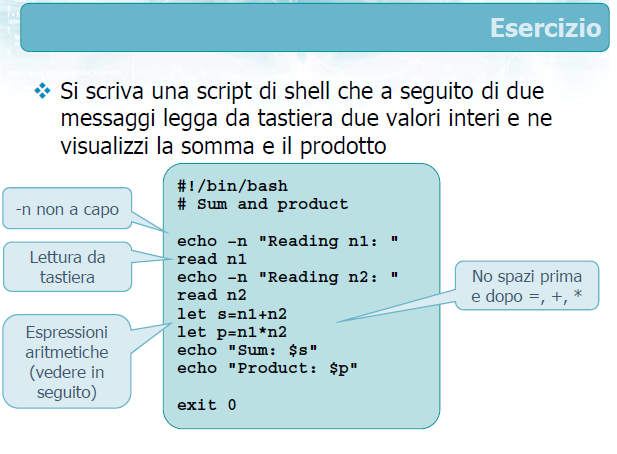 Esercizio
❖ Si scriva una script di shell che a seguito di due
messaggi legga da tastiera due valori interi e ne
visualizzi la somma e il prodotto
#!/bin/bash
# Sum and product
-n non a capo
echo -n "Reading n1: "
read n1
echo -n "Reading n2: "
read n2
let s=n1+n2
let p=n1*n2
echo "Sum: $s"
echo "Product: $p"
exit 0
Lettura da
tastiera
Espressioni
aritmetiche
(vedere in
seguito)
No spazi prima
e dopo =, +, *